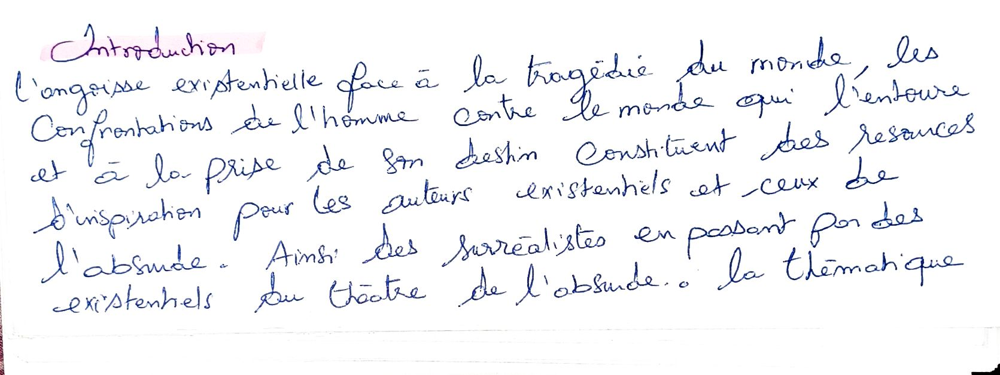 Introduction
L'angoisse existentielle face à la tragédie du monde, les
Confrontations de l'homme contre le monde qui l'entoure
et à la prise de son destin constituent des resources
d'inspiration pour les auteurs existentiels et ceux de
l'absurde. Ainsi des surréalistes en passant par des
existentiels du théâtre de l'absurde.. la thématique